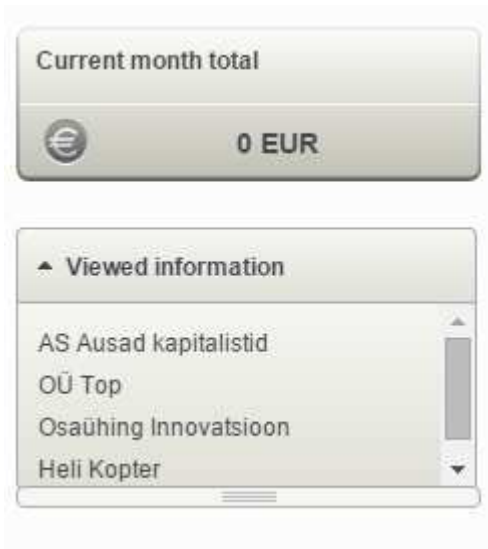 Current month total
€ 0 EUR
Viewed information
AS Ausad kapitalistid
OÜ Top
Osaühing Innovatsioon
Heli Kopter